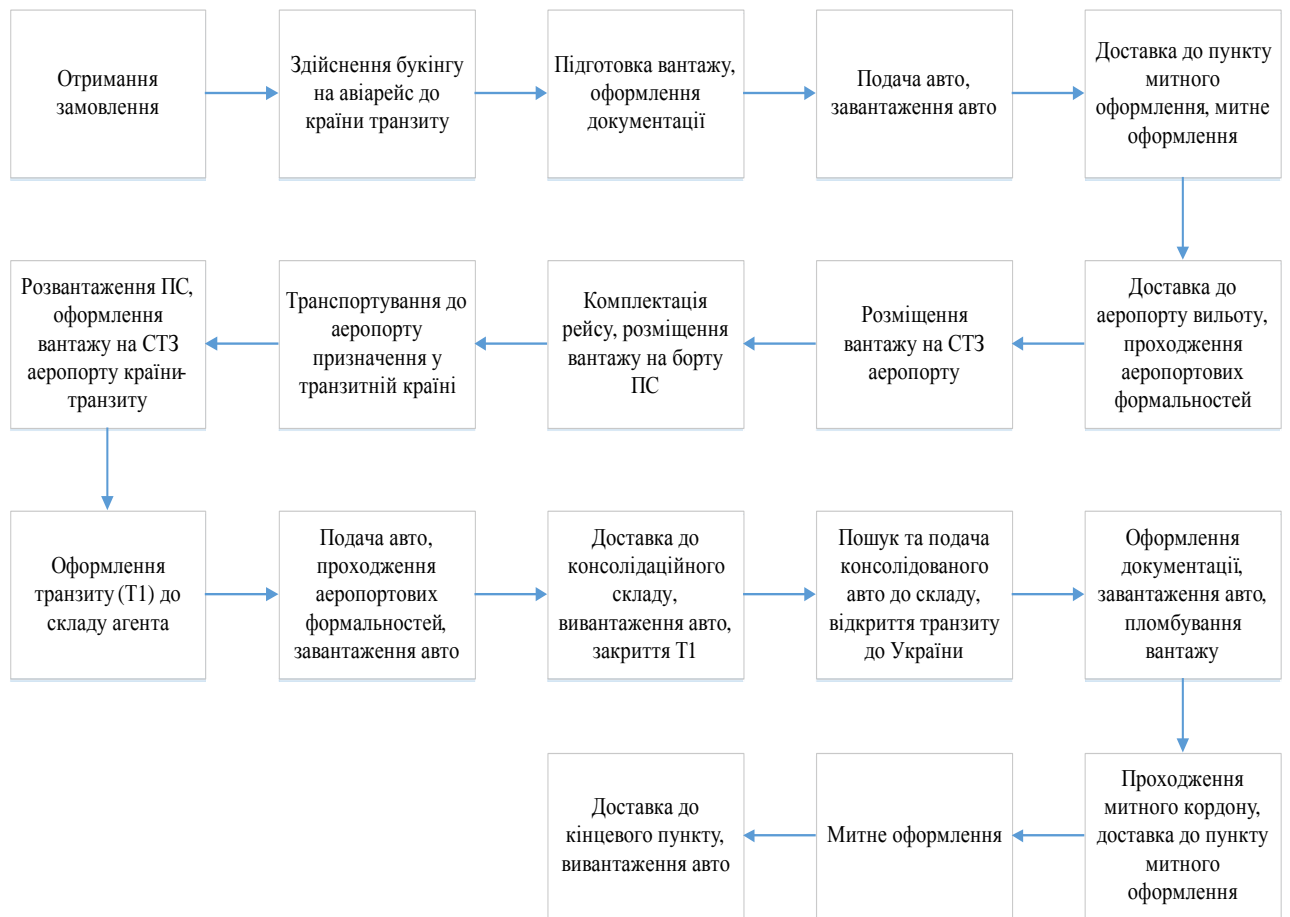 Отримання
замовлення
Здійснення букінгу
на авіарейс до
країни транзиту
Підготовка вантажу,
оформлення
документації
Подача авто,
завантаження авто
Доставка до пункту
митного
оформлення, митне
оформлення
Доставка до
аеропорту вильоту,
проходження
аеропортових
формальностей
Розміщення
вантажу на СТЗ
аеропорту
Комплектація
рейсу, розміщення
вантажу на борту
ПС
Транспортування до
аеропорту
призначення у
транзитній країні
Розвантаження ПС,
оформлення
вантажу на СТЗ
аеропорту країни-
транзиту
Оформлення
транзиту (Т1) до
складу агента
Подача авто,
проходження
аеропортових
формальностей,
завантаження авто
Доставка до
консолідаційного
складу,
вивантаження авто,
закриття Т1
Пошук та подача
консолідованого
авто до складу,
відкриття транзиту
до України
Оформлення
документації,
завантаження авто,
пломбування
вантажу
Проходження
митного кордону,
доставка до пункту
митного
оформлення
Митне оформлення
Доставка до
кінцевого пункту,
вивантаження авто